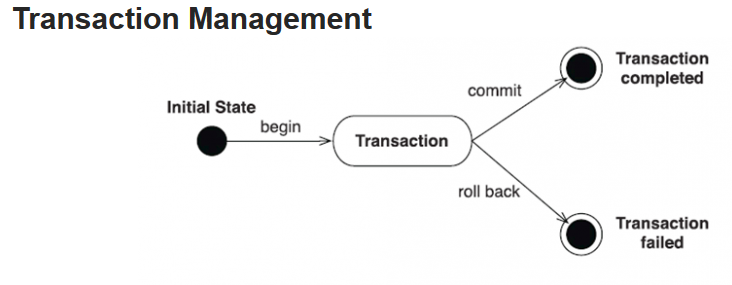 Transaction Management
Transaction
completed
commit
Initial State
begin
Transaction
roll back
Transaction
failed